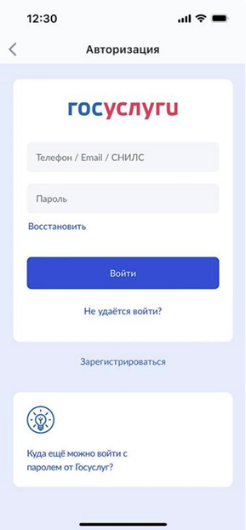 12:30
Авторизация
госуслуги
Телефон / Email / СНИЛС
Пароль
Восстановить
Войти
Не удаётся войти?
Зарегистрироваться
Куда ещё можно войти с
паролем от Госуслуг?